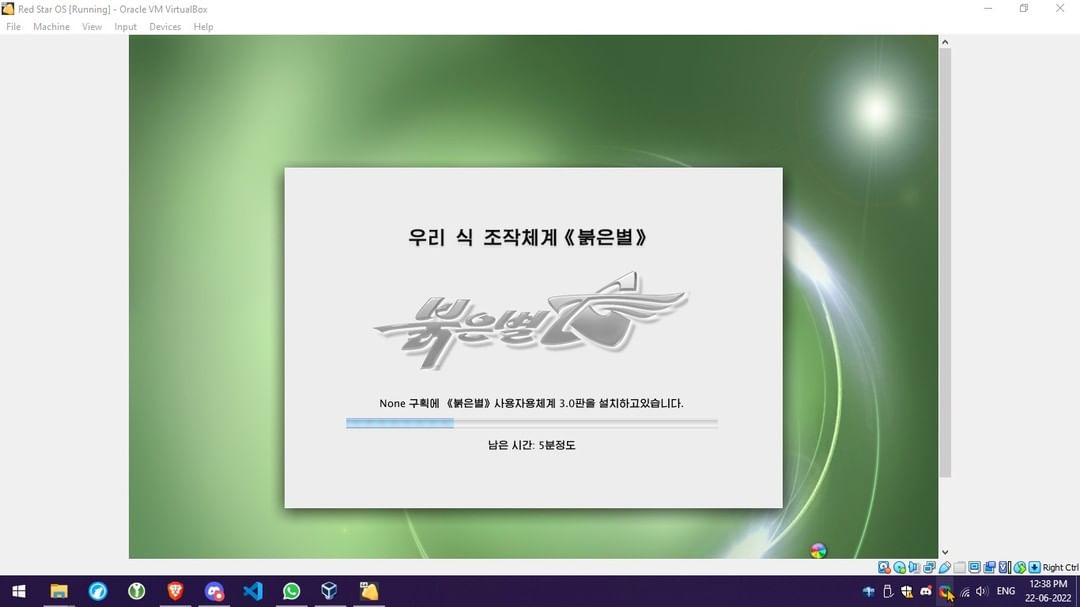 Red Star OS [Running] - Oracle VM VirtualBox
File Machine View Input Devices Help
우리 식 조작체계《붉은별》
붉은별
None 구획에 《붉은별》사용자용체계 3.0판을 설치하고있습니다.
남은 시간: 5분정도
Right Ctrl
ENG
12:38 PM
22-06-2022